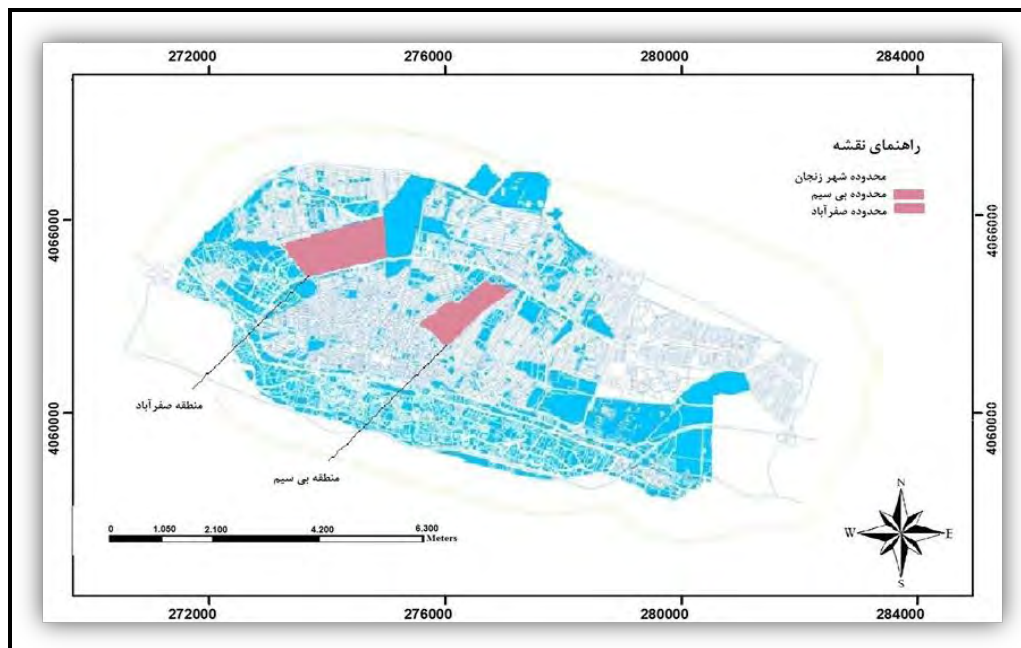 272000 276000 280000 284000
راهنمای نقشه
محدوده شهر زنجان
محدوده بی سیم
محدوده صفرآباد
4066000 4066000
منطقه صفرآباد
4060000 4060000
منطقه بی سیم
0 1.050 2.100 4.200 6.300
Meters
N
W E
S
272000 276000 280000 284000